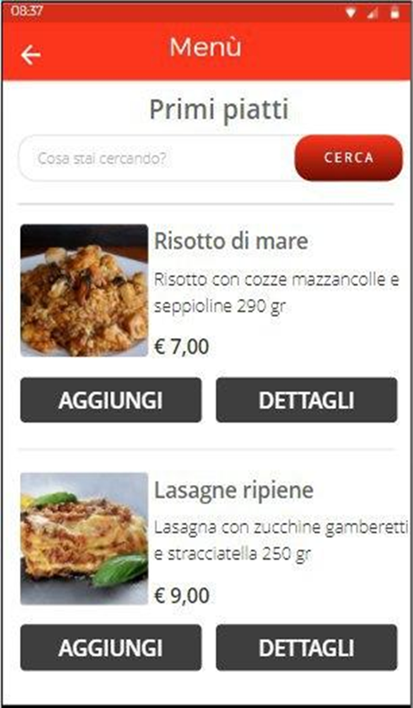 08:37
Menù
Primi piatti
Cosa stai cercando?
CERCA
Risotto di mare
Risotto con cozze mazzancolle e
seppioline 290 gr
€ 7,00
AGGIUNGI
DETTAGLI
Lasagne ripiene
Lasagna con zucchine gamberetti
e stracciatella 250 gr
€ 9,00
AGGIUNGI
DETTAGLI